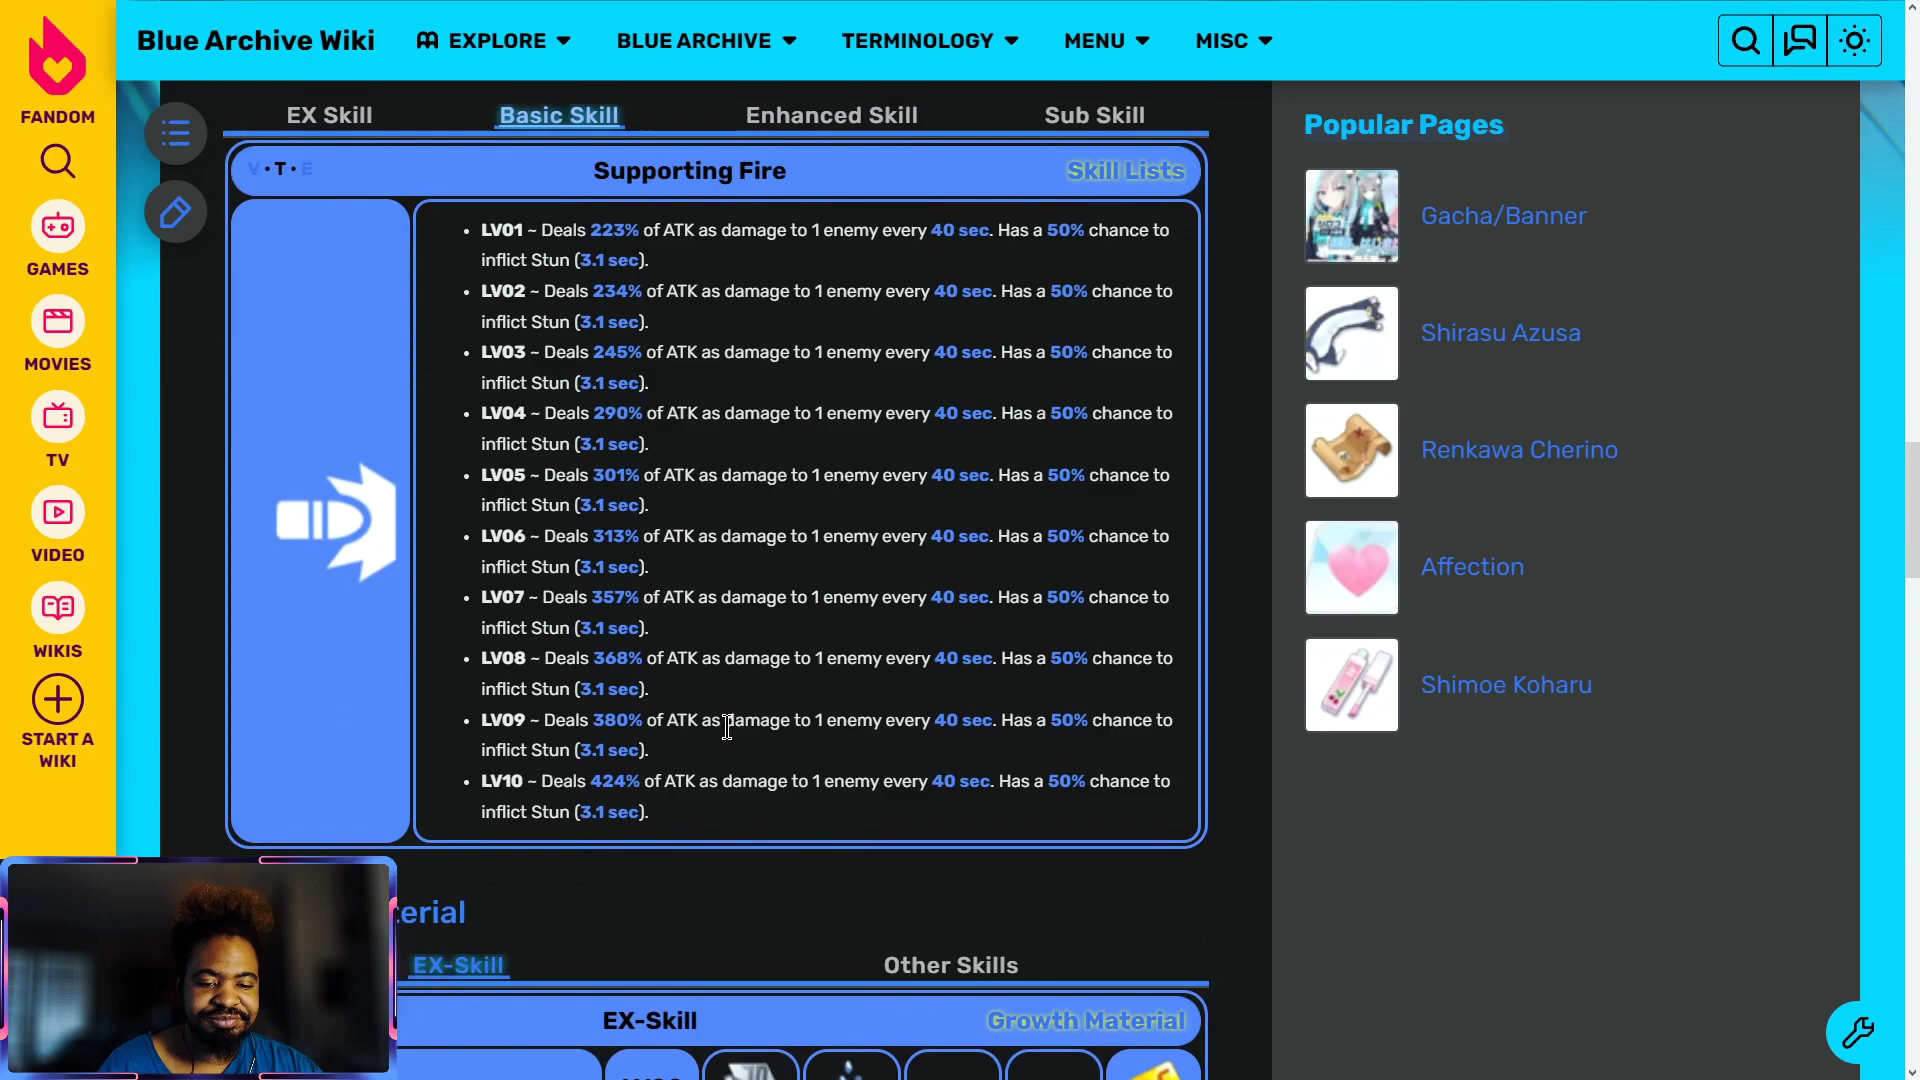 Blue Archive Wiki
EXPLORE
BLUE ARCHIVE
TERMINOLOGY
MENU
MISC
FANDOM
GAMES
MOVIES
TV
VIDEO
WIKIS
START A
WIKI
EX Skill
Basic Skill
Enhanced Skill
Sub Skill
V • T • E
Supporting Fire
Skill Lists
• LV01 ~ Deals 223% of ATK as damage to 1 enemy every 40 sec. Has a 50% chance to
inflict Stun (3.1 sec).
• LV02 ~ Deals 234% of ATK as damage to 1 enemy every 40 sec. Has a 50% chance to
inflict Stun (3.1 sec).
• LV03 ~ Deals 245% of ATK as damage to 1 enemy every 40 sec. Has a 50% chance to
inflict Stun (3.1 sec).
• LV04 ~ Deals 290% of ATK as damage to 1 enemy every 40 sec. Has a 50% chance to
inflict Stun (3.1 sec).
• LV05 ~ Deals 301% of ATK as damage to 1 enemy every 40 sec. Has a 50% chance to
inflict Stun (3.1 sec).
• LV06 ~ Deals 313% of ATK as damage to 1 enemy every 40 sec. Has a 50% chance to
inflict Stun (3.1 sec).
• LV07 ~ Deals 357% of ATK as damage to 1 enemy every 40 sec. Has a 50% chance to
inflict Stun (3.1 sec).
• LV08 ~ Deals 368% of ATK as damage to 1 enemy every 40 sec. Has a 50% chance to
inflict Stun (3.1 sec).
• LV09 ~ Deals 380% of ATK as damage to 1 enemy every 40 sec. Has a 50% chance to
inflict Stun (3.1 sec).
• LV10 ~ Deals 424% of ATK as damage to 1 enemy every 40 sec. Has a 50% chance to
inflict Stun (3.1 sec).
terial
EX-Skill
Other Skills
EX-Skill
Growth Material
Popular Pages
Gacha/Banner
Shirasu Azusa
Renkawa Cherino
Affection
Shimoe Koharu